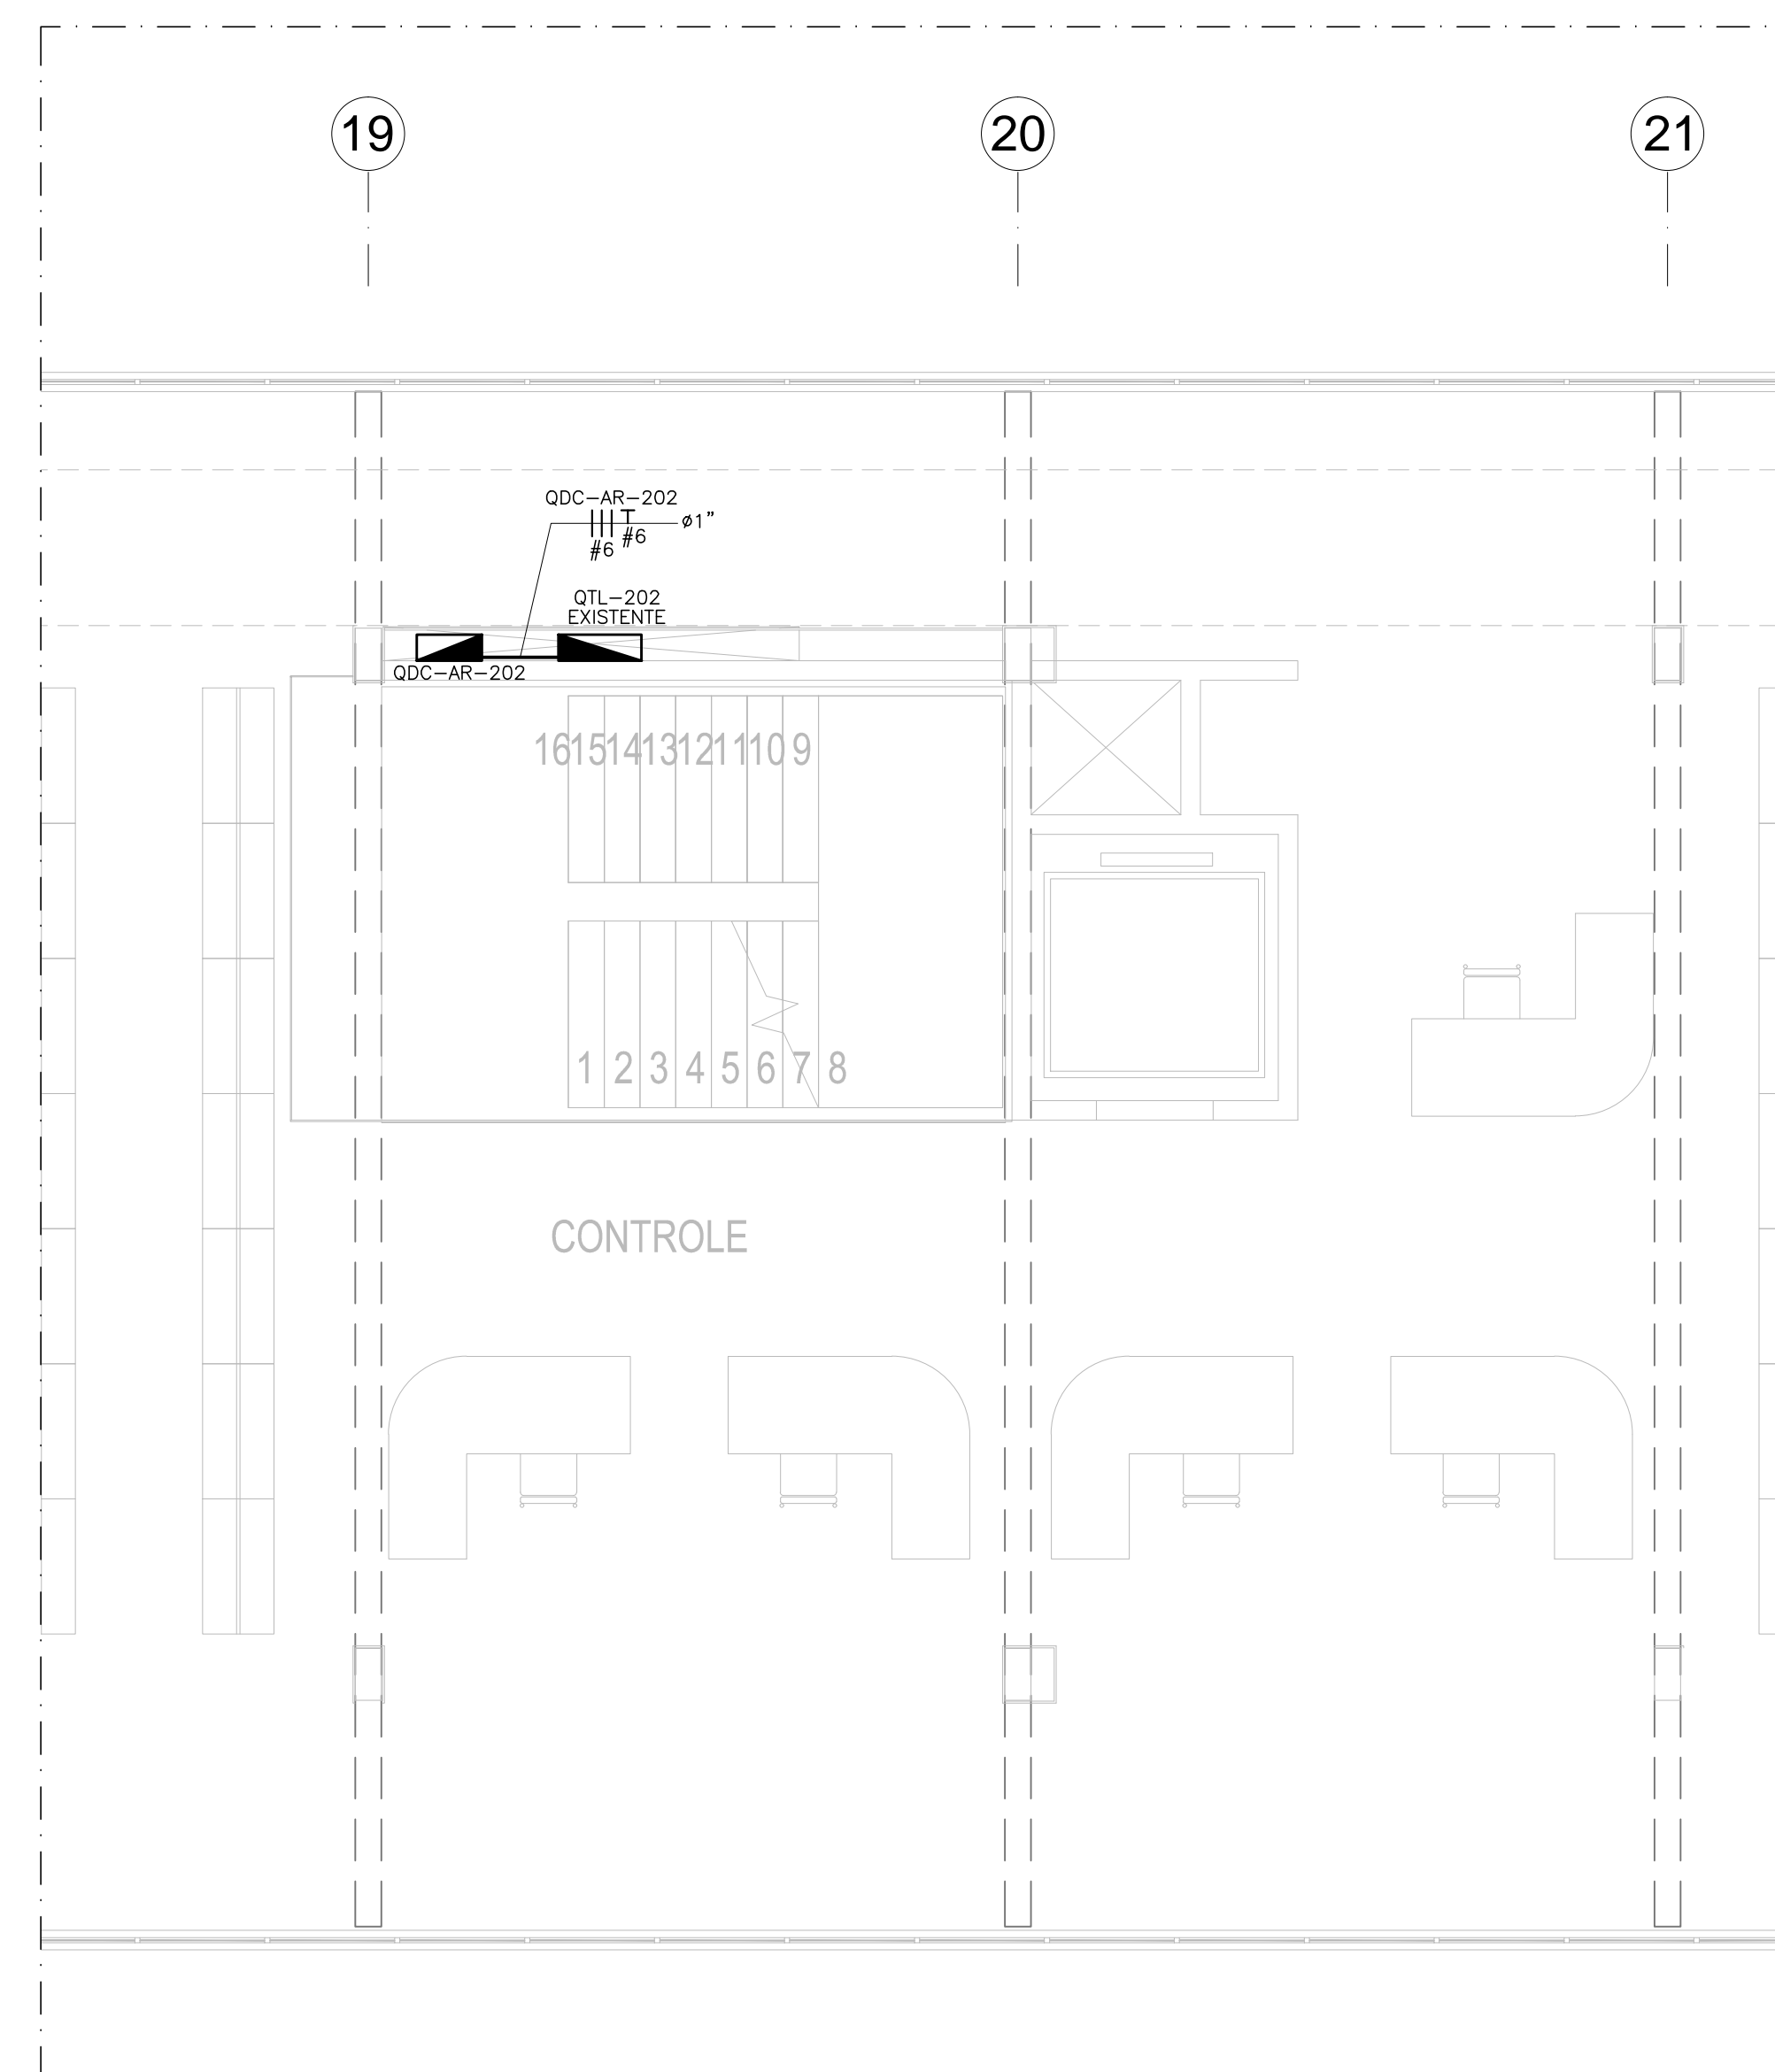 19
20
21
QDC-AR-202
ø1"
#6
#6
QTL-202
EXISTENTE
QDC-AR-202
16 15 14 13 12 11 10 9
1 2 3 4 5 6 7 8
CONTROLE